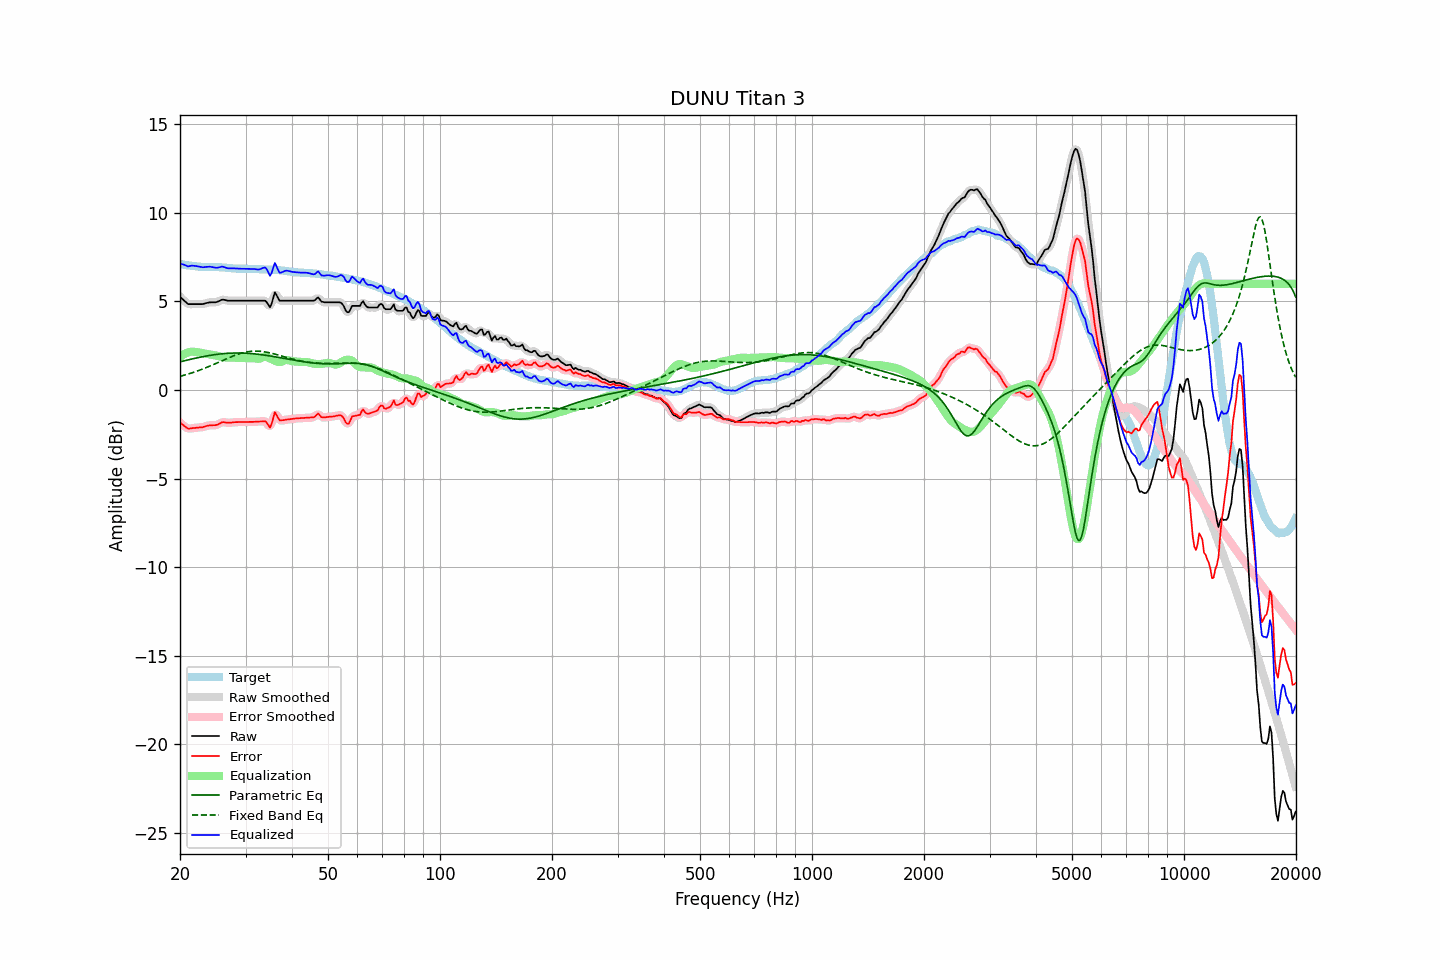 DUNU Titan 3
15
10
5
0
−5
−10
−15
−20
−25
Amplitude (dBr)
Target
Raw Smoothed
Error Smoothed
Raw
Error
Equalization
Parametric Eq
Fixed Band Eq
Equalized
20 50 100 200 500 1000 2000 5000 10000 20000
Frequency (Hz)